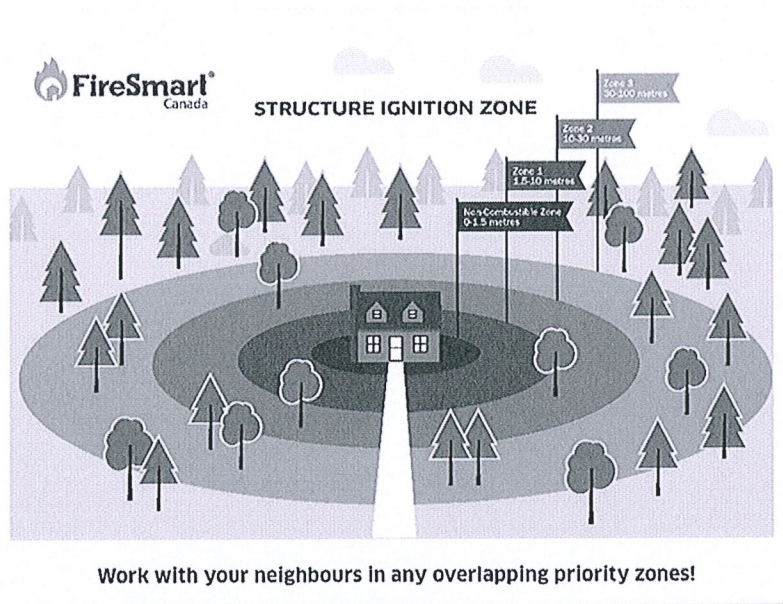 FireSmart®
Canada
STRUCTURE IGNITION ZONE
Zone 3
30-100 metres
Zone 2
10-30 metres
Zone 1
1.5-10 metres
Non-Combustible Zone
0-1.5 metres
Work with your neighbours in any overlapping priority zones!